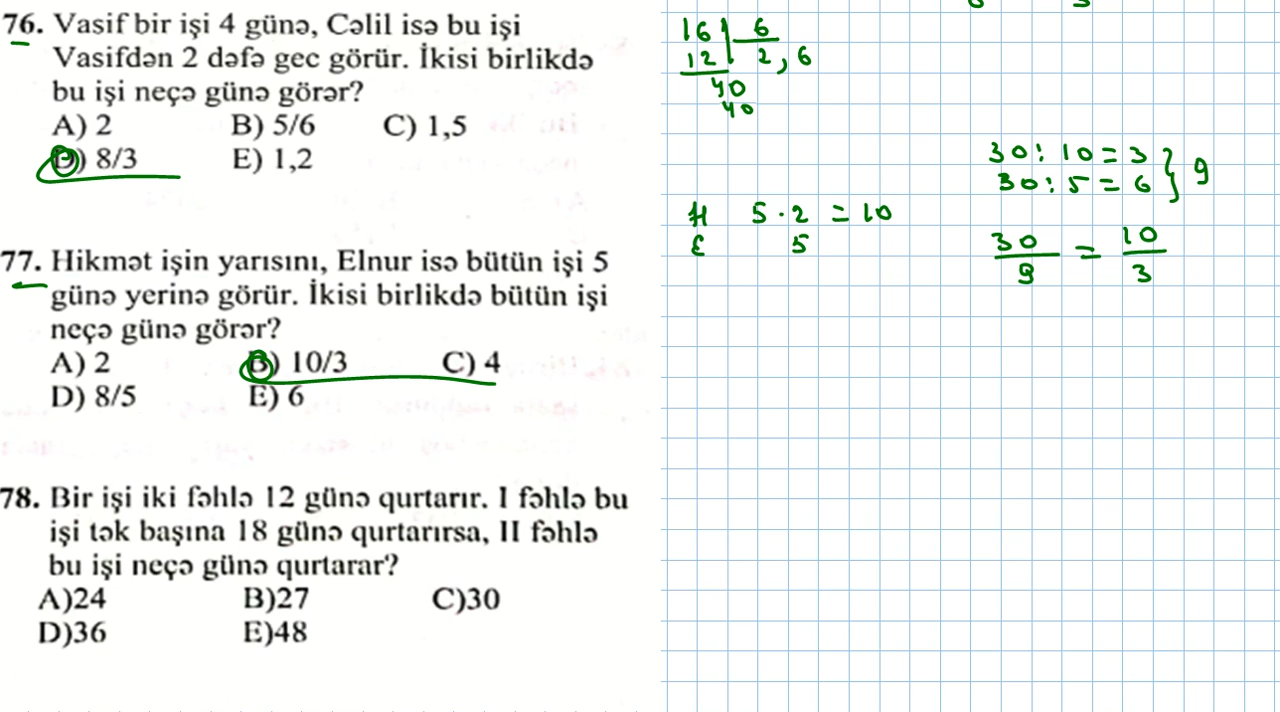 76. Vasif bir işi 4 günə, Cəlil isə bu işi
Vasifdən 2 dəfə gec görür. İkisi birlikdə
bu işi neçə günə görər?
A) 2 B) 5/6 C) 1,5
D) 8/3 E) 1,2
77. Hikmət işin yarısını, Elnur isə bütün işi 5
günə yerinə görür. İkisi birlikdə bütün işi
neçə günə görər?
A) 2 B) 10/3 C) 4
D) 8/5 E) 6
78. Bir işi iki fəhlə 12 günə qurtarır. I fəhlə bu
işi tək başına 18 günə qurtarırsa, II fəhlə
bu işi neçə günə qurtarar?
A)24 B)27 C)30
D)36 E)48
16 6
12 2,6
40
40
H 5·2 = 10
E 5
30:10=3 } 9
30:5=6
30/9 = 10/3